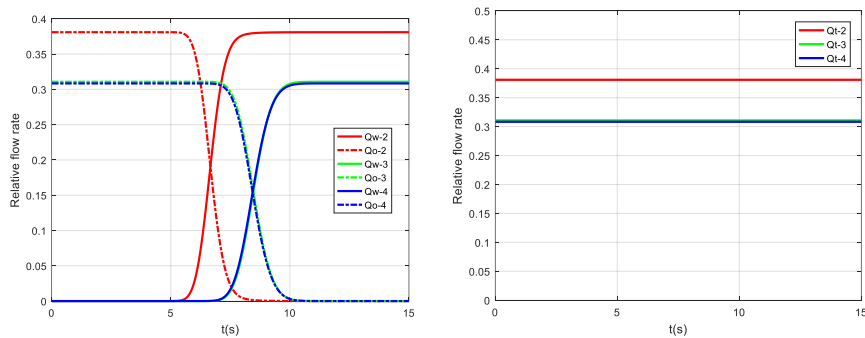 0.4
0.35
0.3
0.25
0.2
0.15
0.1
0.05
0
0 5 10 15
t(s)
Relative flow rate
Qw-2
Qo-2
Qw-3
Qo-3
Qw-4
Qo-4
0.5
0.45
0.4
0.35
0.3
0.25
0.2
0.15
0.1
0.05
0
0 5 10 15
t(s)
Relative flow rate
Qt-2
Qt-3
Qt-4